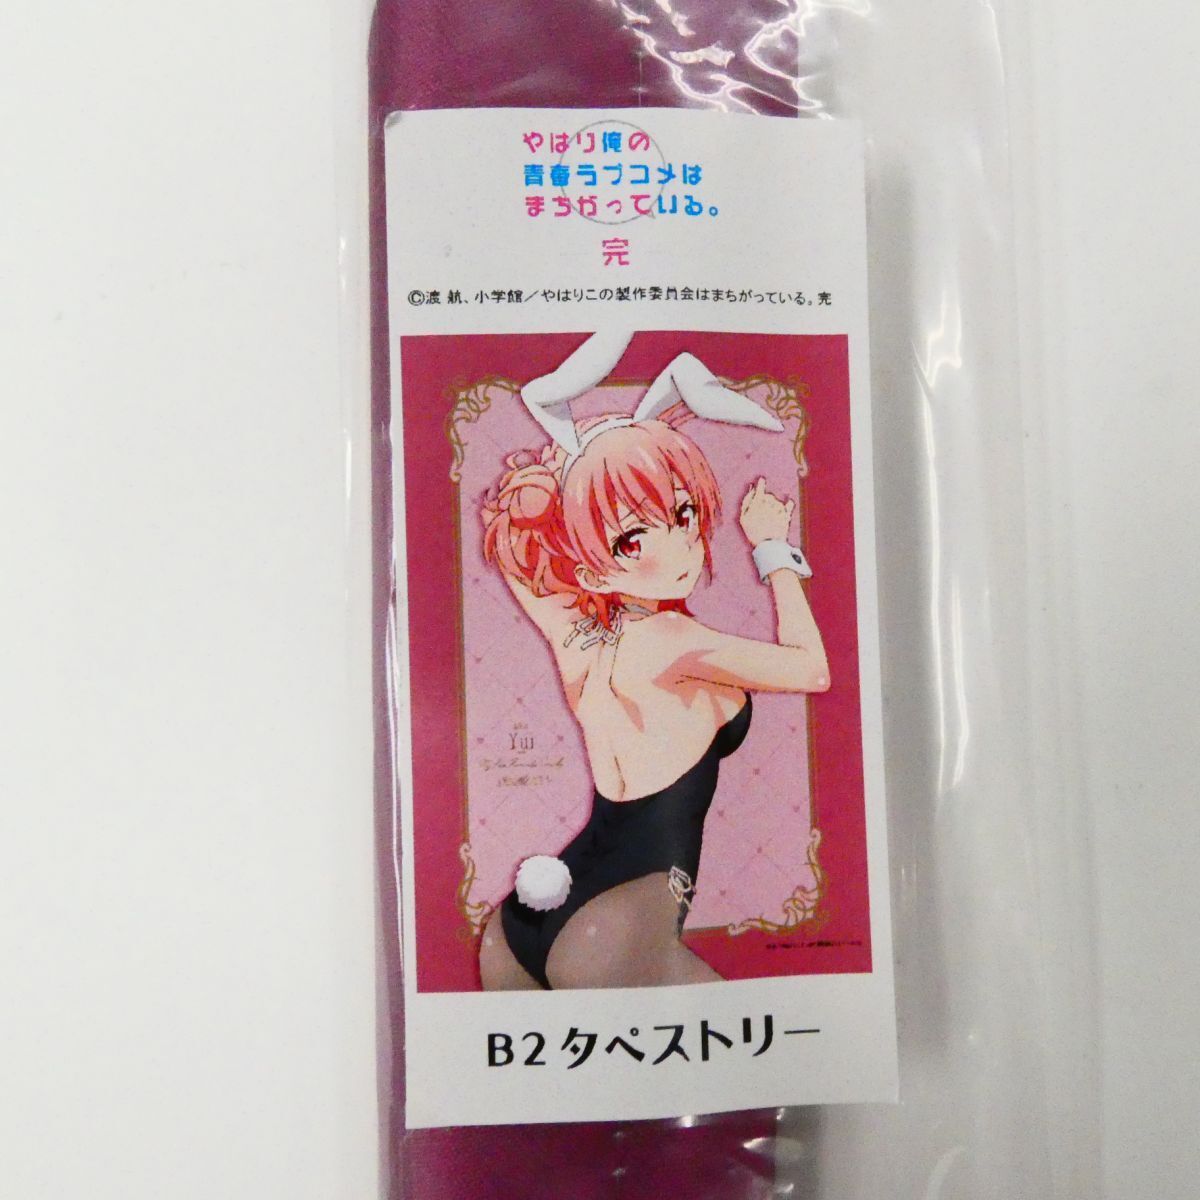 やはり俺の
青春ラブコメは
まちがっている。
完
©渡 航、小学館／やはりこの製作委員会はまちがっている。完
Yui
B2タペストリー